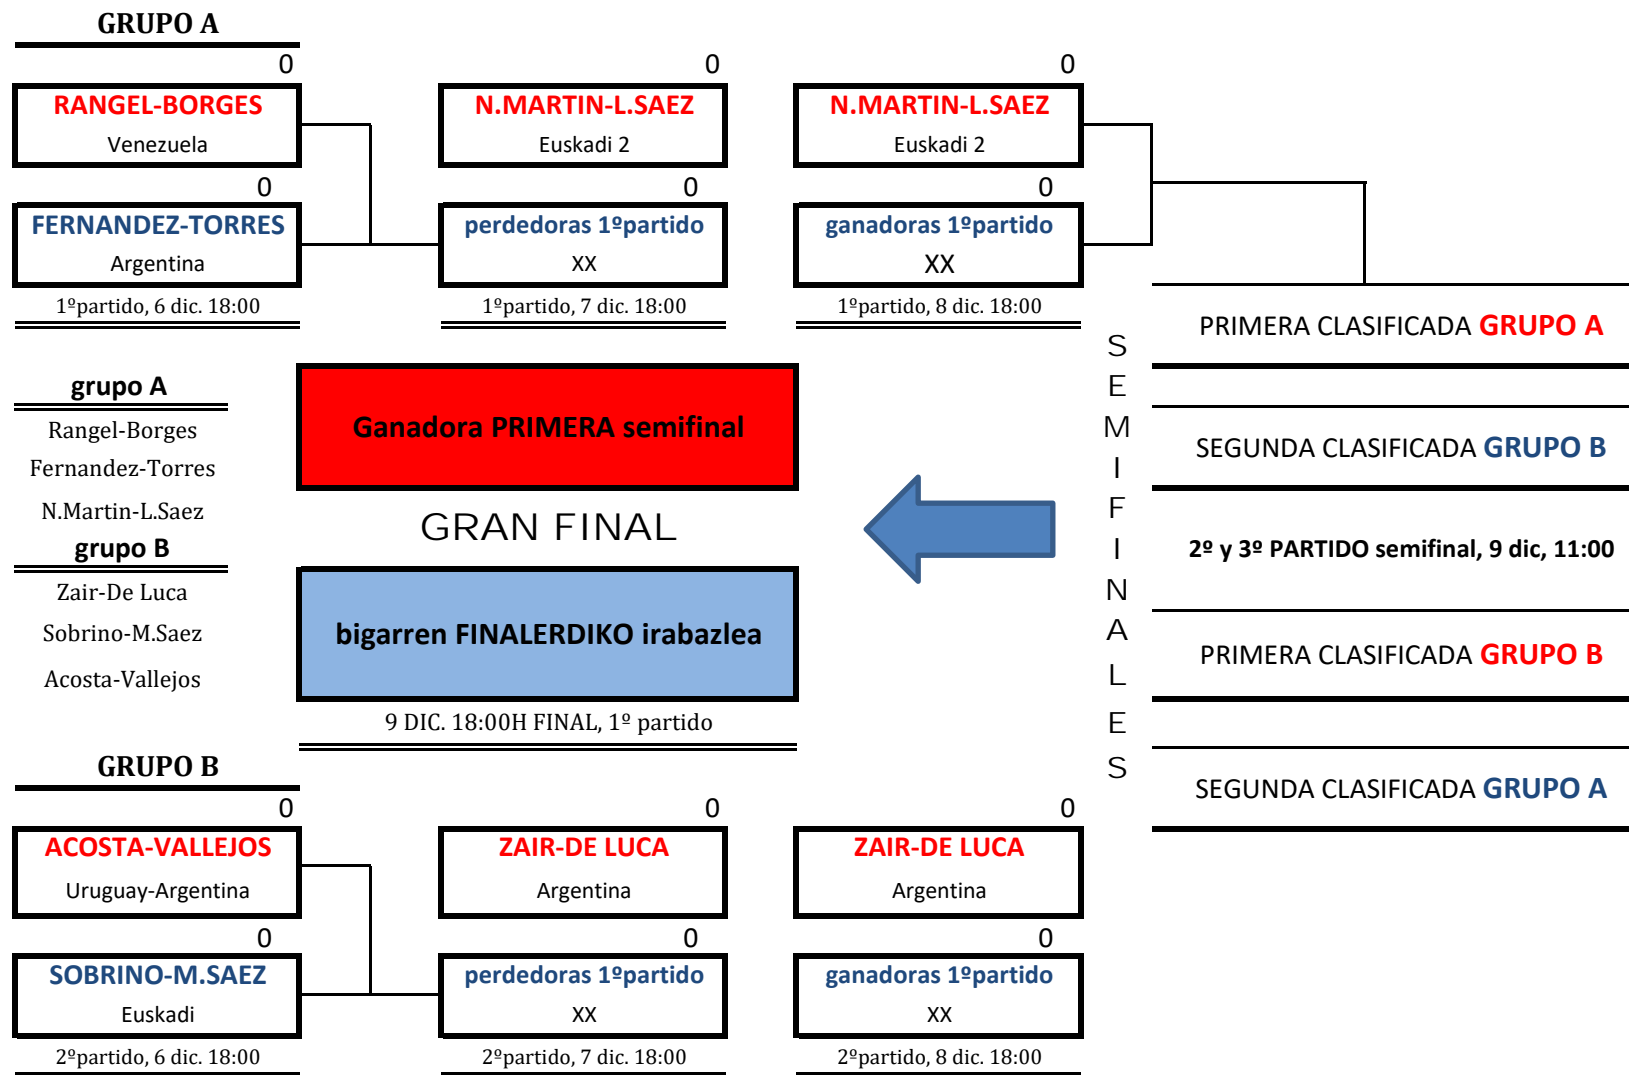 GRUPO A
0
0
0
RANGEL-BORGES
N.MARTIN-L.SAEZ
N.MARTIN-L.SAEZ
Venezuela
Euskadi 2
Euskadi 2
0
0
0
FERNANDEZ-TORRES
perdedoras 1ºpartido
ganadoras 1ºpartido
Argentina
XX
XX
1ºpartido, 6 dic. 18:00
1ºpartido, 7 dic. 18:00
1ºpartido, 8 dic. 18:00
SEMIFINALES
PRIMERA CLASIFICADA GRUPO A
SEGUNDA CLASIFICADA GRUPO B
2º y 3º PARTIDO semifinal, 9 dic, 11:00
PRIMERA CLASIFICADA GRUPO B
SEGUNDA CLASIFICADA GRUPO A
grupo A
Rangel-Borges
Fernandez-Torres
N.Martin-L.Saez
grupo B
Zair-De Luca
Sobrino-M.Saez
Acosta-Vallejos
Ganadora PRIMERA semifinal
GRAN FINAL
bigarren FINALERDIKO irabazlea
9 DIC. 18:00H FINAL, 1º partido
GRUPO B
0
0
0
ACOSTA-VALLEJOS
ZAIR-DE LUCA
ZAIR-DE LUCA
Uruguay-Argentina
Argentina
Argentina
0
0
0
SOBRINO-M.SAEZ
perdedoras 1ºpartido
ganadoras 1ºpartido
Euskadi
XX
XX
2ºpartido, 6 dic. 18:00
2ºpartido, 7 dic. 18:00
2ºpartido, 8 dic. 18:00